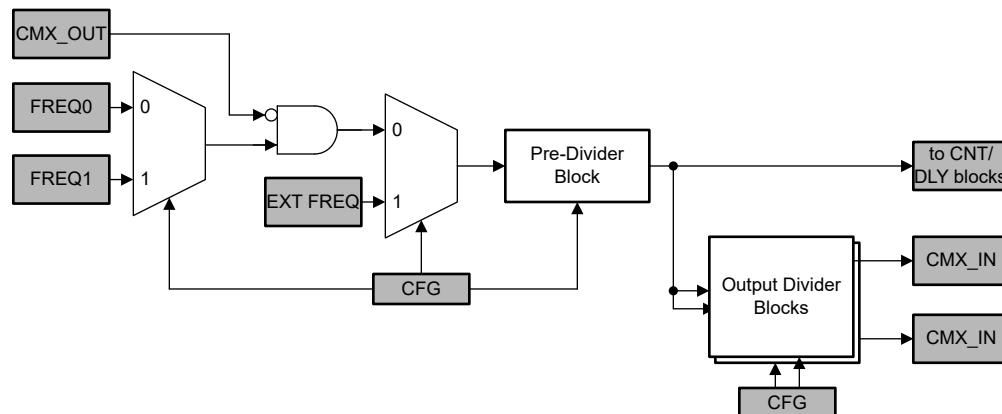 CMX_OUT
FREQ0
0
FREQ1
1
0
EXT FREQ
1
Pre-Divider
Block
to CNT/
DLY blocks
CFG
Output Divider
Blocks
CMX_IN
CMX_IN
CFG